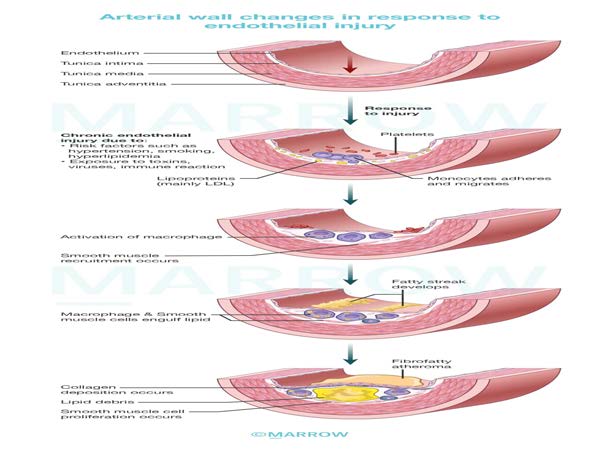 Arterial wall changes in response to
endothelial injury
Endothelium
Tunica intima
Tunica media
Tunica adventitia
MARROW
Response
to injury
Chronic endothelial
injury due to:
• Risk factors such as
hypertension, smoking,
hyperlipidemia
• Exposure to toxins,
viruses, immune reaction
Platelets
Lipoproteins
(mainly LDL)
Monocytes adheres
and migrates
Activation of macrophage
Smooth muscle
recruitment occurs
MARROW
Fatty streak
develops
Macrophage & Smooth
muscle cells engulf lipid
Fibrofatty
atheroma
Collagen
deposition occurs
Lipid debris
Smooth muscle cell
proliferation occurs
©MARROW